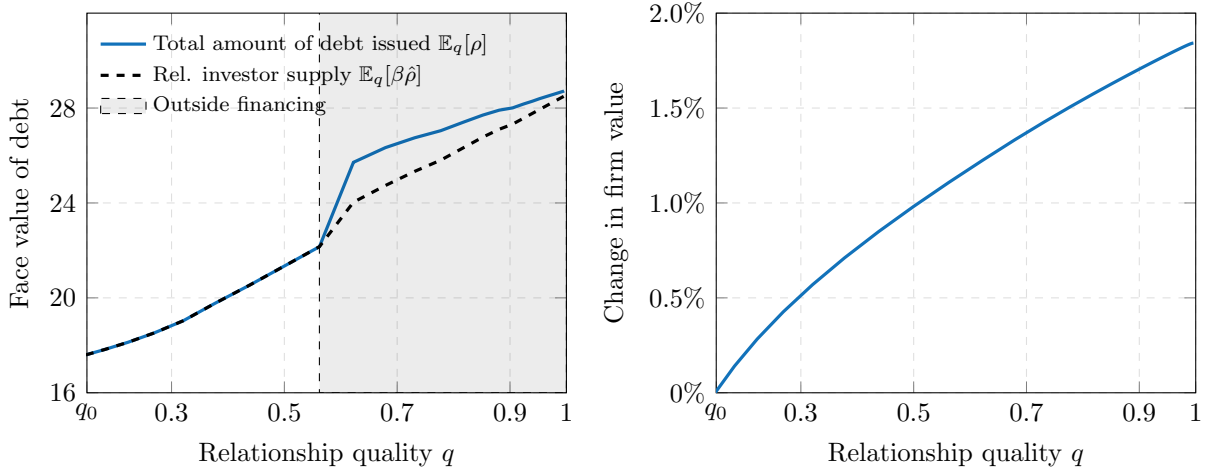 Total amount of debt issued 𝔼q[ρ]
Rel. investor supply 𝔼q[βρ̂]
Outside financing
Face value of debt
28
24
20
16
q₀ 0.3 0.5 0.7 0.9 1
Relationship quality q
Change in firm value
2.0%
1.5%
1.0%
0.5%
0%
q₀ 0.3 0.5 0.7 0.9 1
Relationship quality q